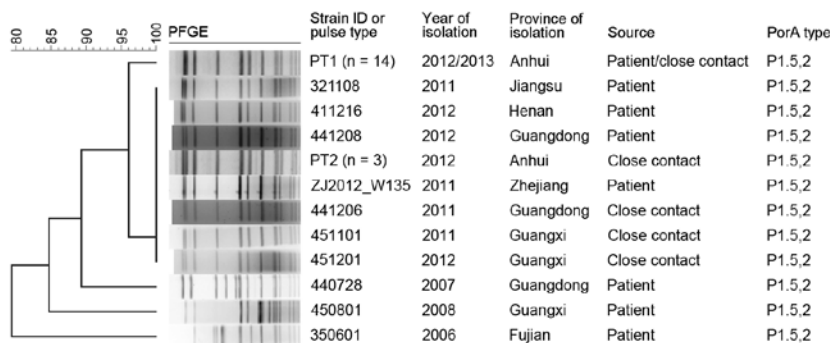 80 85 90 95 100
PFGE
Strain ID or pulse type Year of isolation Province of isolation Source PorA type
PT1 (n = 14) 2012/2013 Anhui Patient/close contact P1.5,2
321108 2011 Jiangsu Patient P1.5,2
411216 2012 Henan Patient P1.5,2
441208 2012 Guangdong Patient P1.5,2
PT2 (n = 3) 2012 Anhui Close contact P1.5,2
ZJ2012_W135 2011 Zhejiang Patient P1.5,2
441206 2011 Guangdong Close contact P1.5,2
451101 2011 Guangxi Close contact P1.5,2
451201 2012 Guangxi Close contact P1.5,2
440728 2007 Guangdong Patient P1.5,2
450801 2008 Guangxi Patient P1.5,2
350601 2006 Fujian Patient P1.5,2